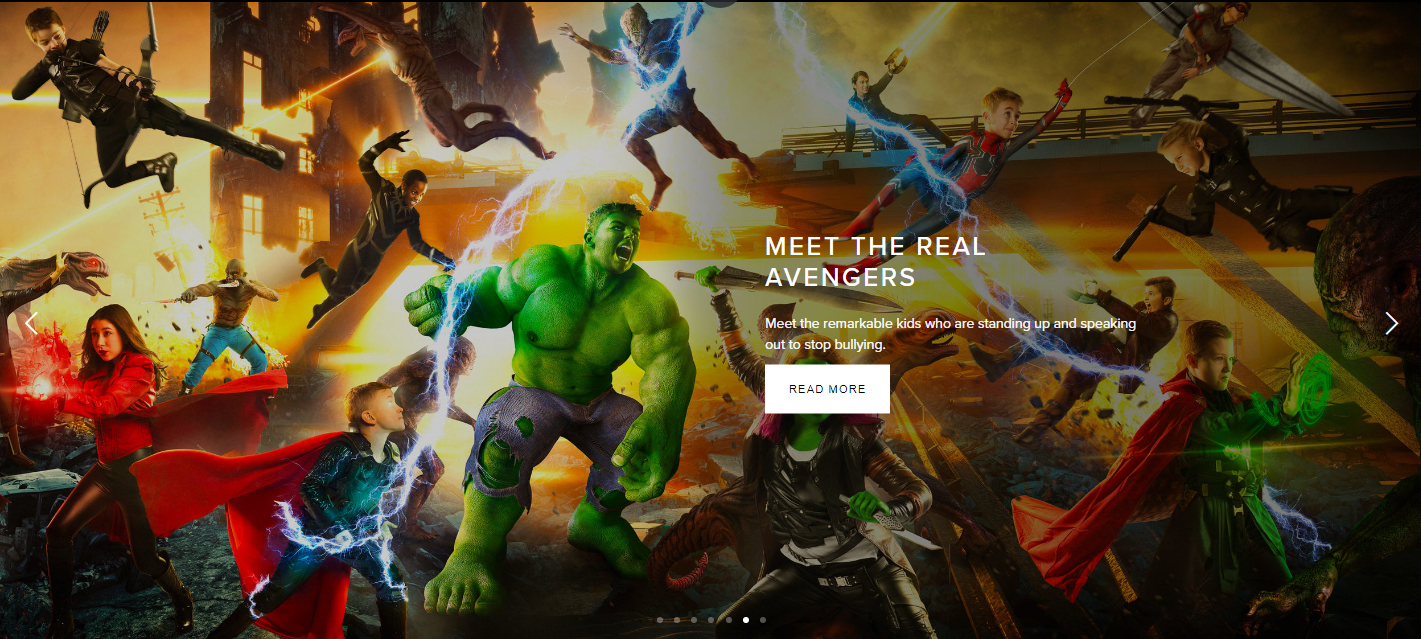 MEET THE REAL
AVENGERS
Meet the remarkable kids who are standing up and speaking
out to stop bullying.
READ MORE